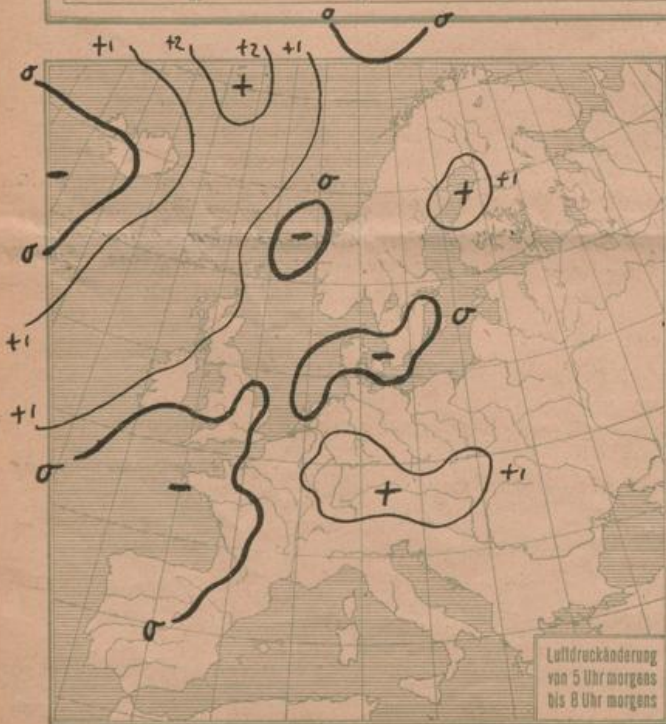 o o
+1 +2 +2 +1
o
+
-
+1
+
o
-
o
o
-
+1
+1
o
-
+1
+
o
Luftdruckänderung
von 5 Uhr morgens
bis 8 Uhr morgens